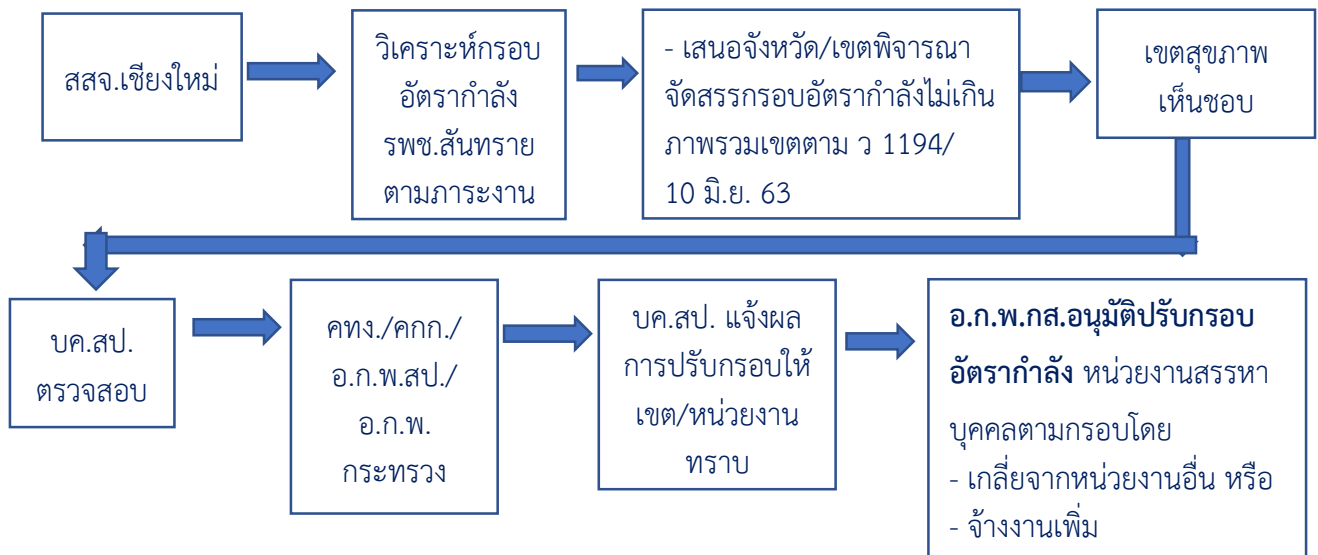 สสจ.เชียงใหม่
วิเคราะห์กรอบ
อัตรากำลัง
รพช.สันทราย
ตามภาระงาน
- เสนอจังหวัด/เขตพิจารณา
จัดสรรกรอบอัตรากำลังไม่เกิน
ภาพรวมเขตตาม ว 1194/
10 มิ.ย. 63
เขตสุขภาพ
เห็นชอบ
บค.สป.
ตรวจสอบ
คทง./คกก./
อ.ก.พ.สป./
อ.ก.พ.
กระทรวง
บค.สป. แจ้งผล
การปรับกรอบให้
เขต/หน่วยงาน
ทราบ
อ.ก.พ.กส.อนุมัติปรับกรอบ
อัตรากำลัง หน่วยงานสรรหา
บุคคลตามกรอบโดย
- เกลี่ยจากหน่วยงานอื่น หรือ
- จ้างงานเพิ่ม